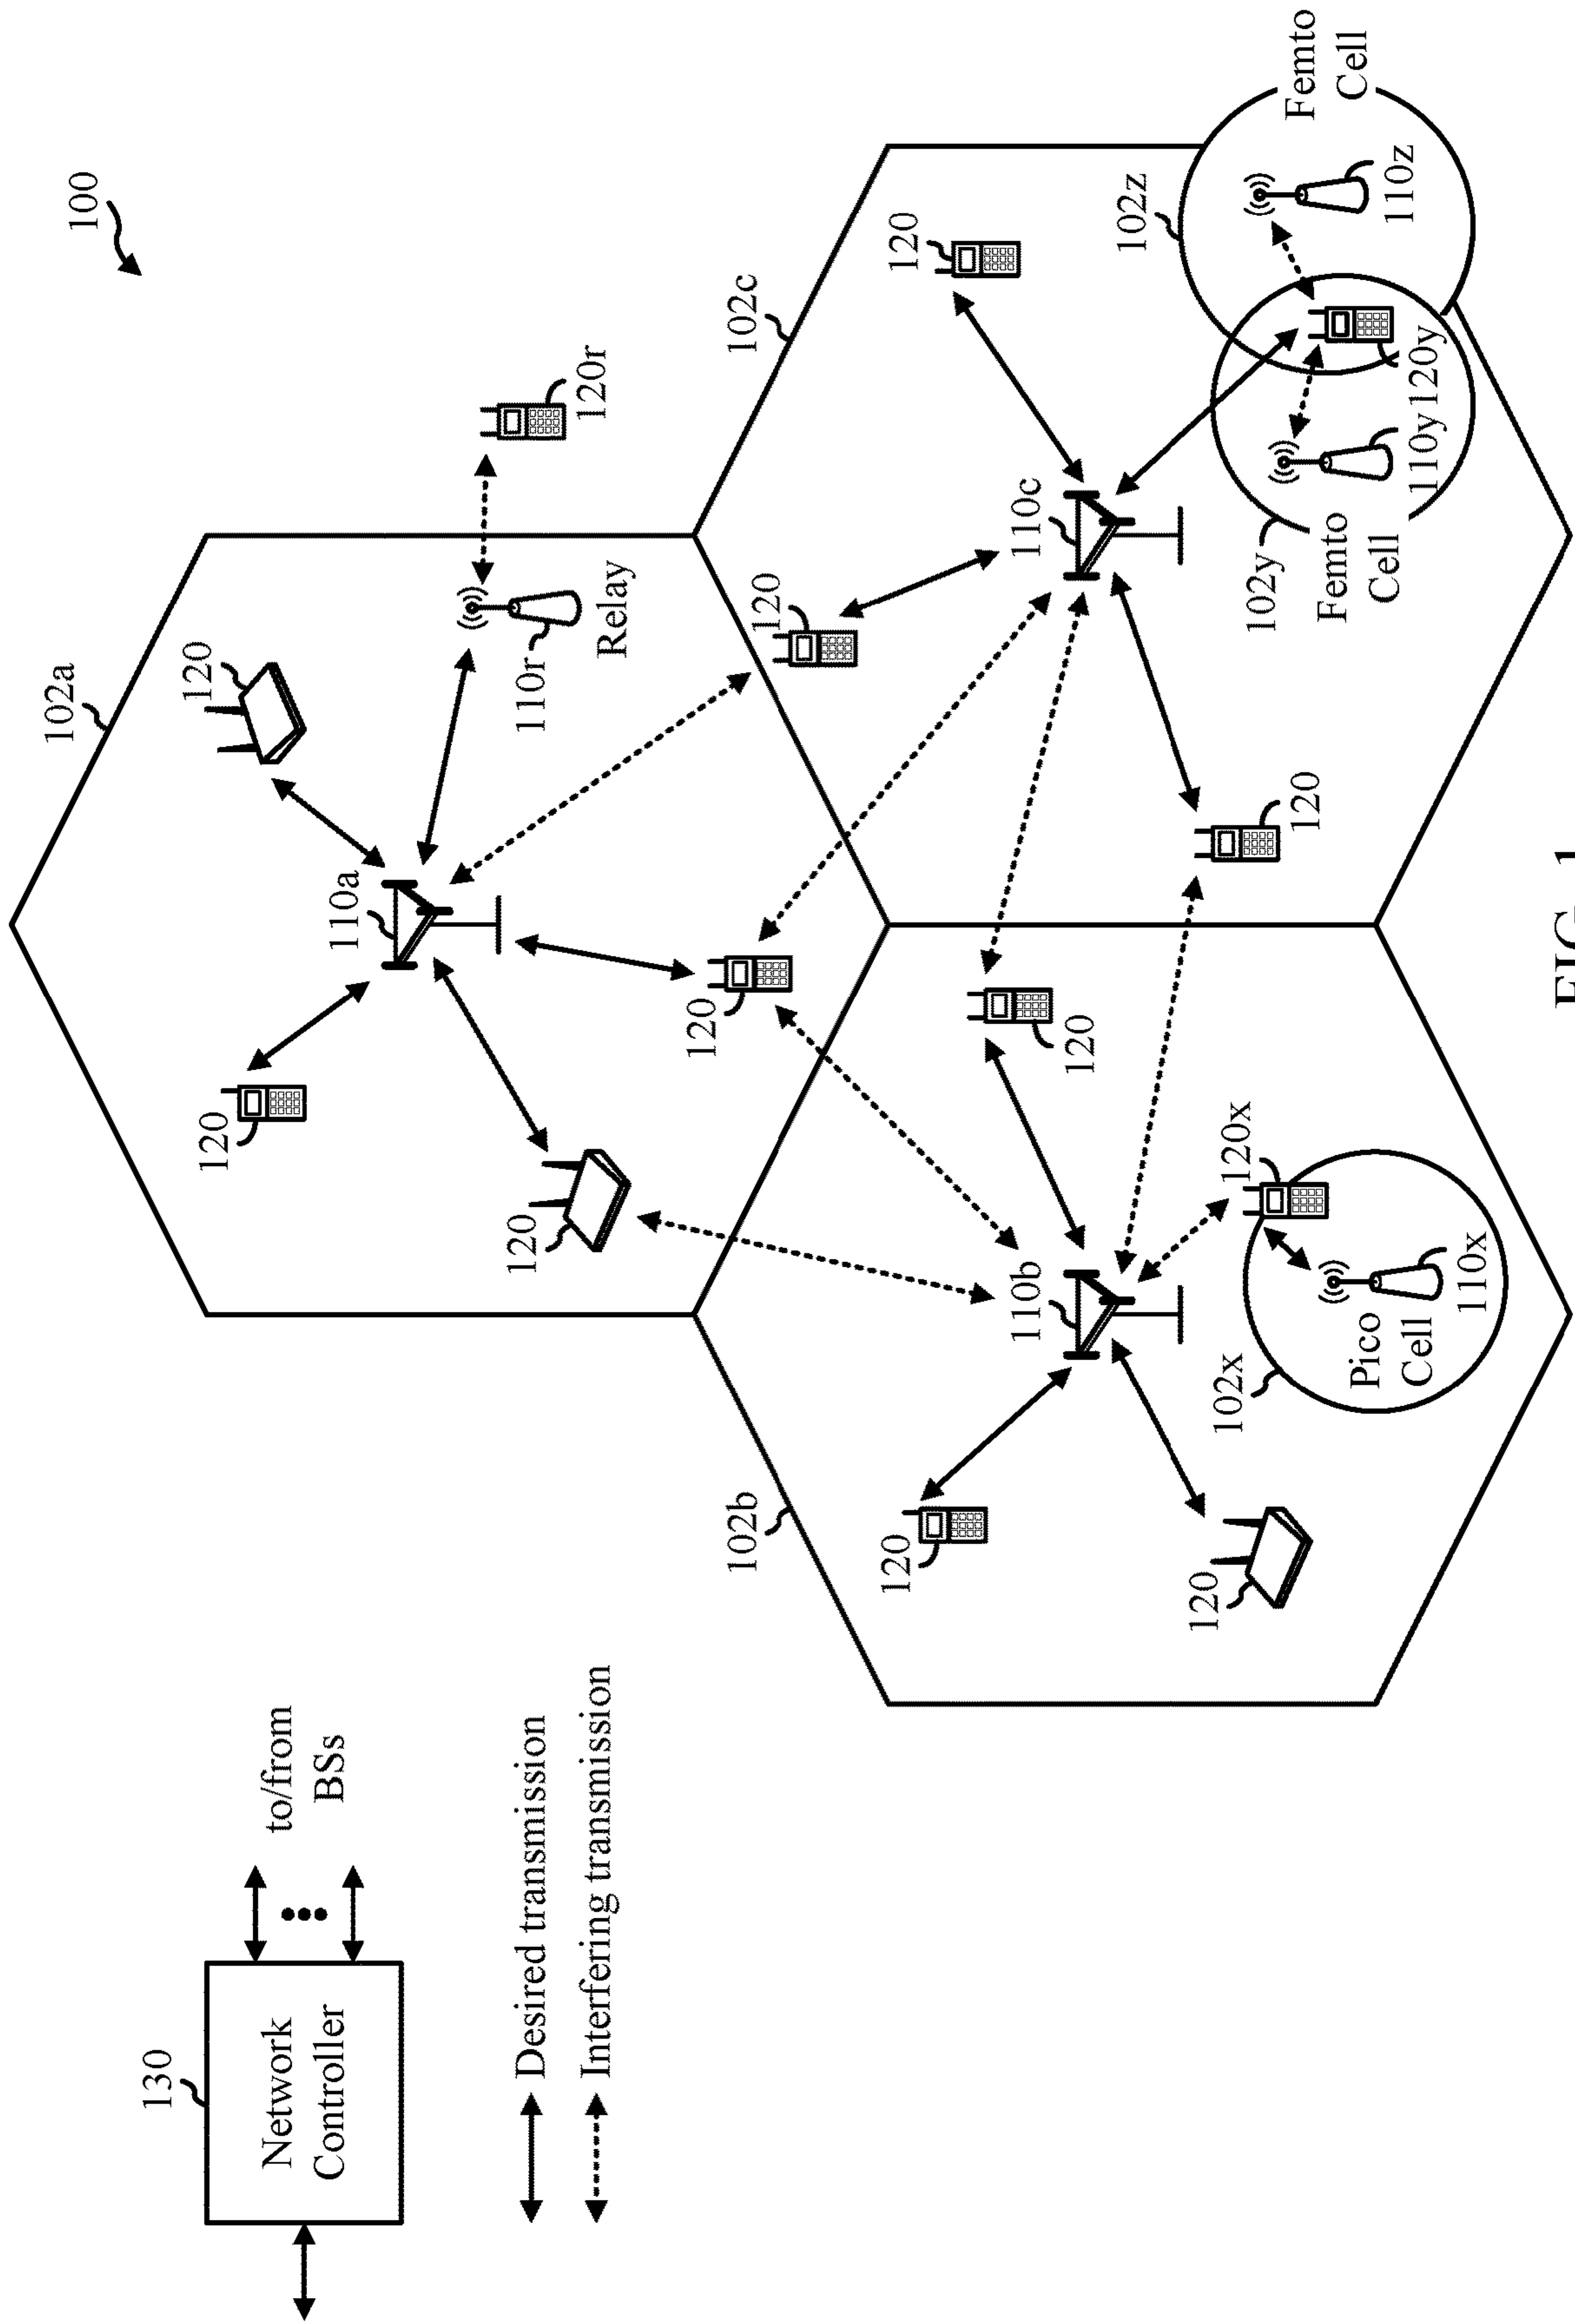 100
130
Network
Controller
to/from
BSs
Desired transmission
Interfering transmission
102a
120
110a
120
120
120
110r
Relay
120r
120
102b
110b
120
120
120
102x
Pico
Cell
110x
120x
102c
120
110c
120
120
102z
102y
Femto
Cell
110y
120y
110z
Femto
Cell